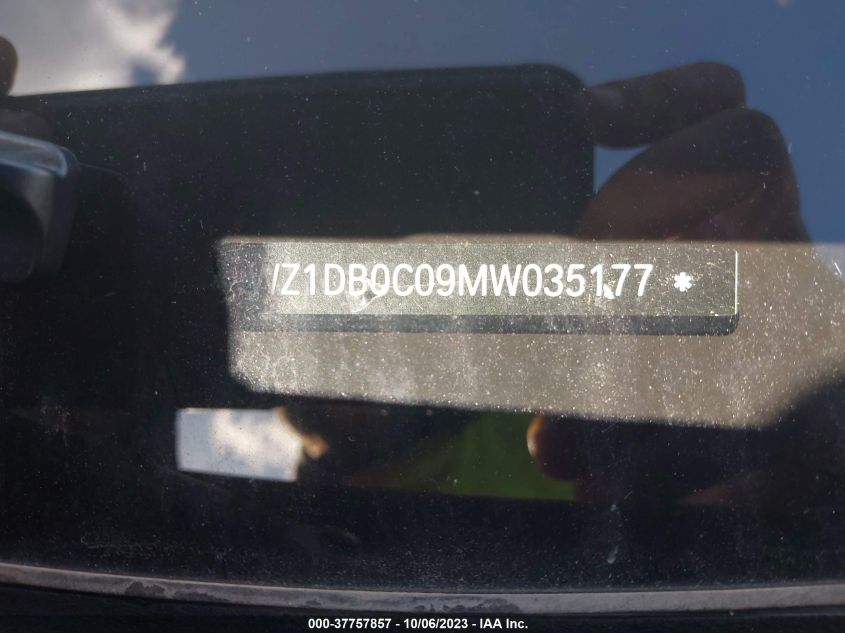 Z1DB0C09MW035177 *
000-37757857 - 10/06/2023 - IAA Inc.